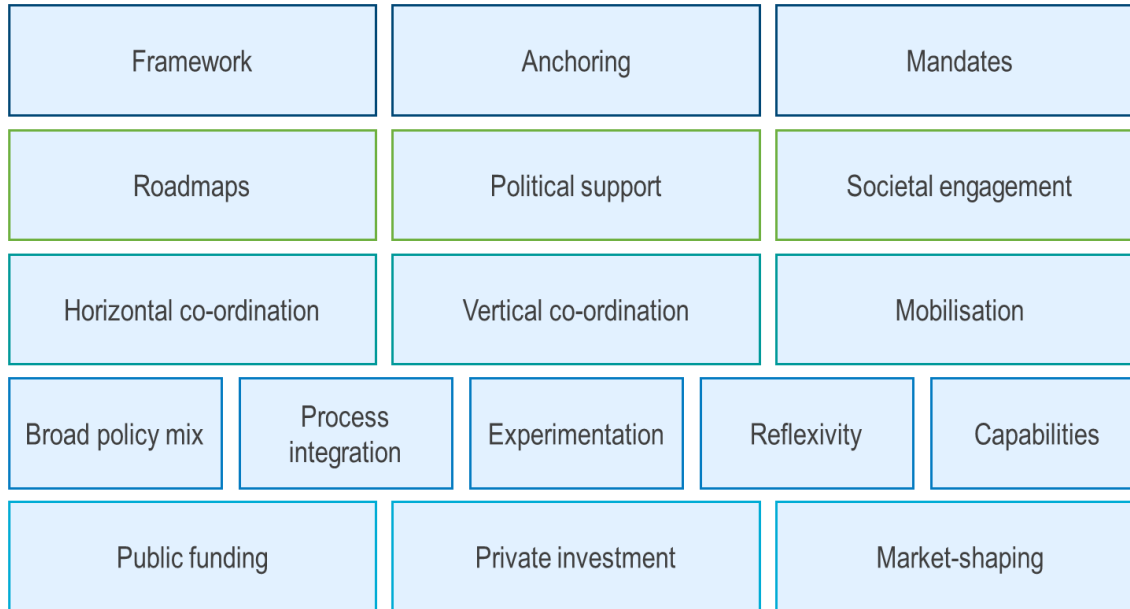 Framework
Anchoring
Mandates
Roadmaps
Political support
Societal engagement
Horizontal co-ordination
Vertical co-ordination
Mobilisation
Broad policy mix
Process
integration
Experimentation
Reflexivity
Capabilities
Public funding
Private investment
Market-shaping